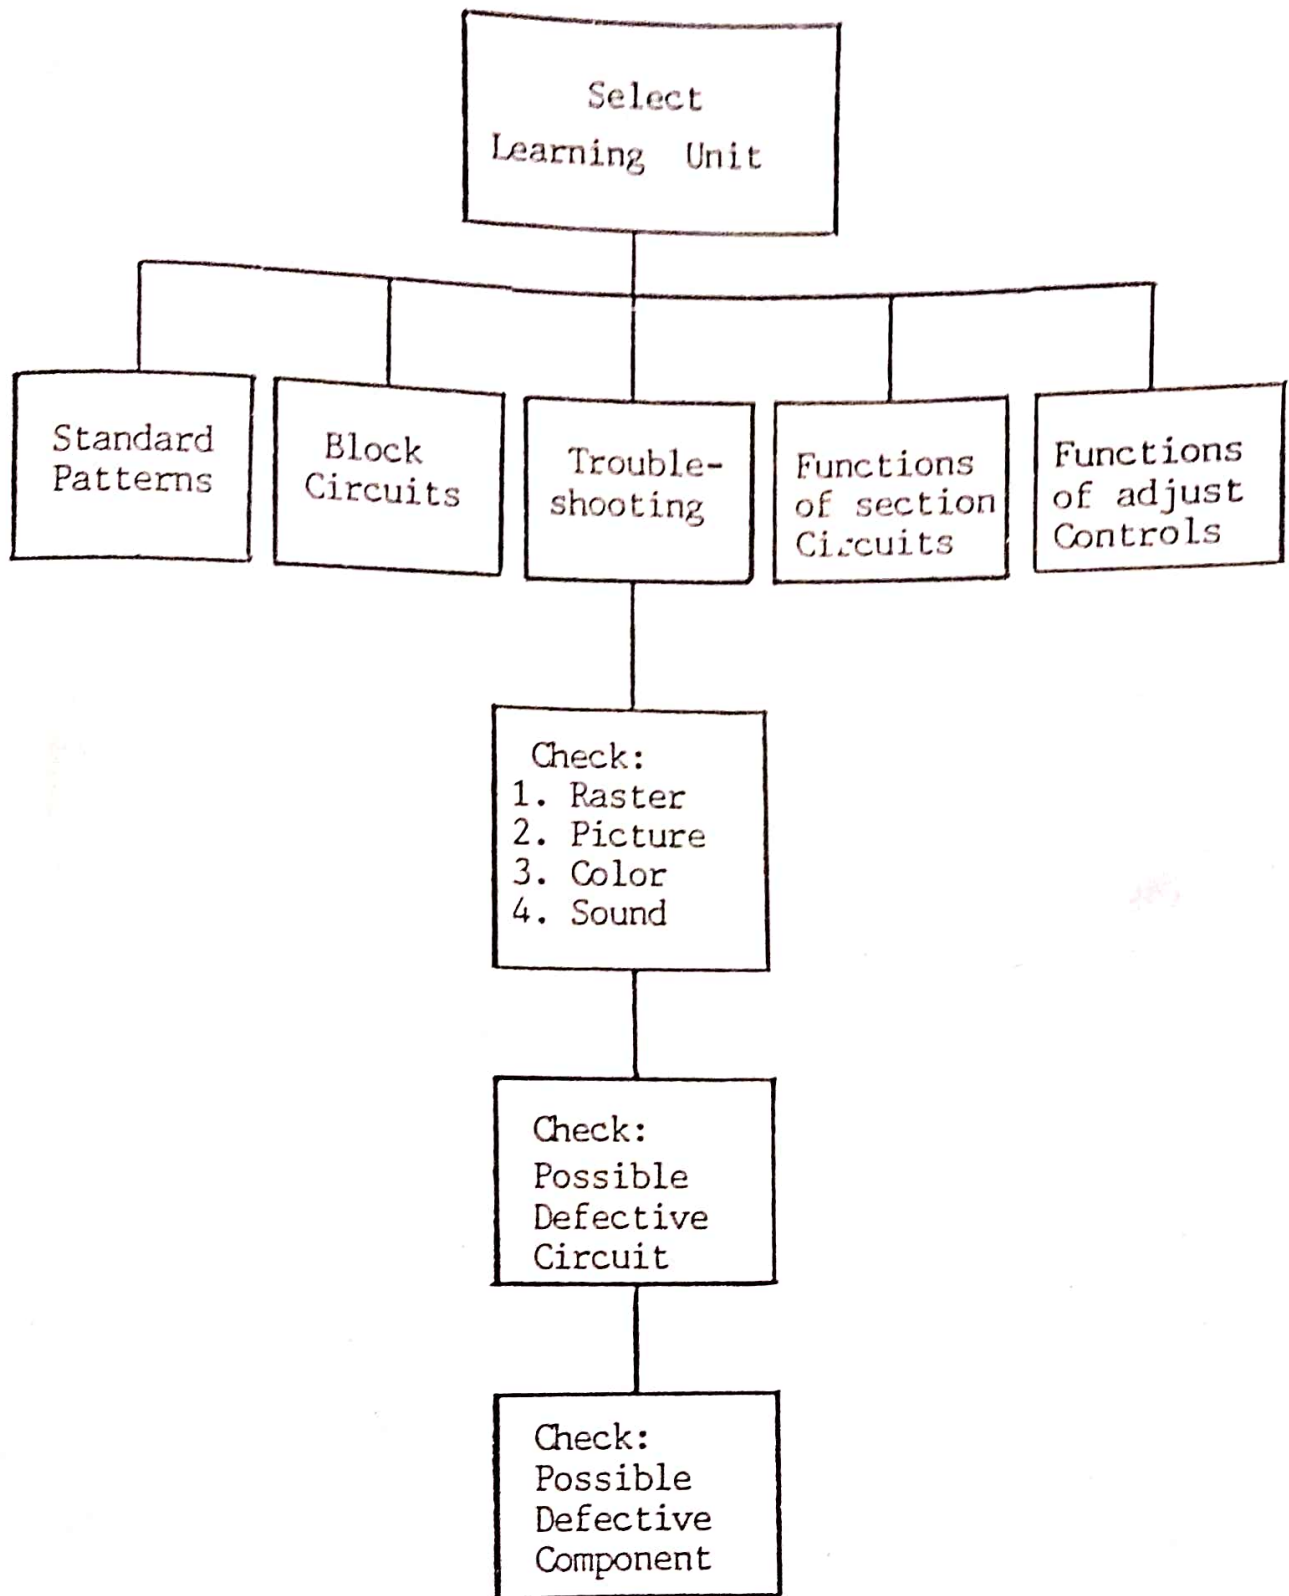 Select
Learning Unit
Standard
Patterns
Block
Circuits
Trouble-
shooting
Functions
of section
Circuits
Functions
of adjust
Controls
Check:
1. Raster
2. Picture
3. Color
4. Sound
Check:
Possible
Defective
Circuit
Check:
Possible
Defective
Component